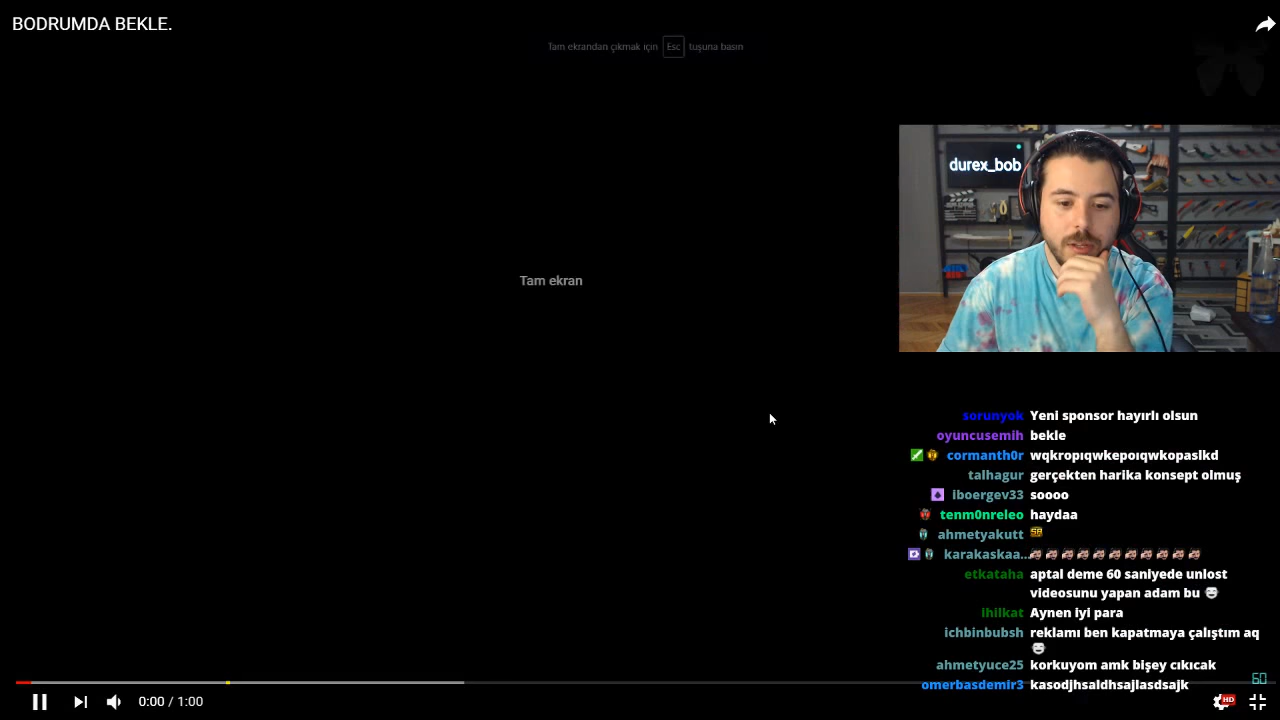 BODRUMDA BEKLE.
Tam ekrandan çıkmak için Esc tuşuna basın
durex_bob
Tam ekran
sorunyok Yeni sponsor hayırlı olsun
oyuncusemih bekle
cormanth0r wqkropıqwkepoıqwkopaslkd
talhagur gerçekten harika konsept olmuş
iboergev33 soooo
tenm0nreleo haydaa
ahmetyakutt
karakaskaa...
etkataha aptal deme 60 saniyede unlost
videosunu yapan adam bu
ihilkat Aynen iyi para
ichbinbubsh reklamı ben kapatmaya çalıştım aq
ahmetyuce25 korkuyom amk bişey cıkıcak
60
omerbasdemir3 kasodjhsaldhsajlasdsajk
0:00 / 1:00
HD